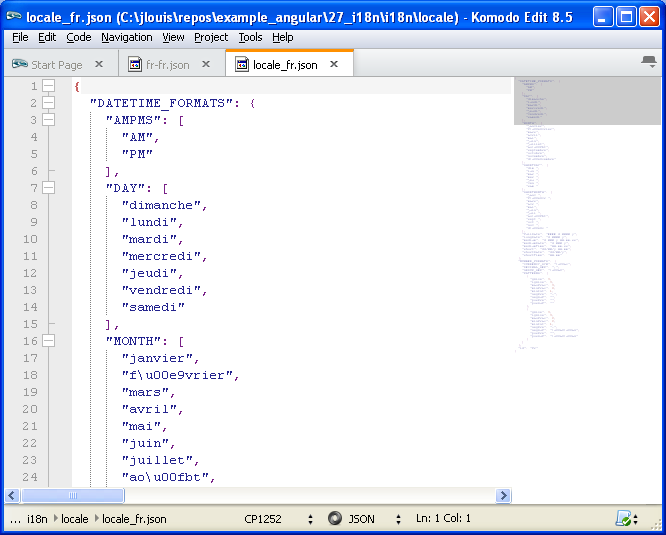 locale_fr.json (C:\jlouis\repos\example_angular\27_i18n\i18n\locale) - Komodo Edit 8.5
File Edit Code Navigation View Project Tools Help
Start Page fr-fr.json locale_fr.json
1 {
2 "DATETIME_FORMATS": {
3 "AMPMS": [
4 "AM",
5 "PM"
6 ],
7 "DAY": [
8 "dimanche",
9 "lundi",
10 "mardi",
11 "mercredi",
12 "jeudi",
13 "vendredi",
14 "samedi"
15 ],
16 "MONTH": [
17 "janvier",
18 "f\u00e9vrier",
19 "mars",
20 "avril",
21 "mai",
22 "juin",
23 "juillet",
24 "ao\u00fbt",
... i18n locale locale_fr.json CP1252 JSON Ln: 1 Col: 1